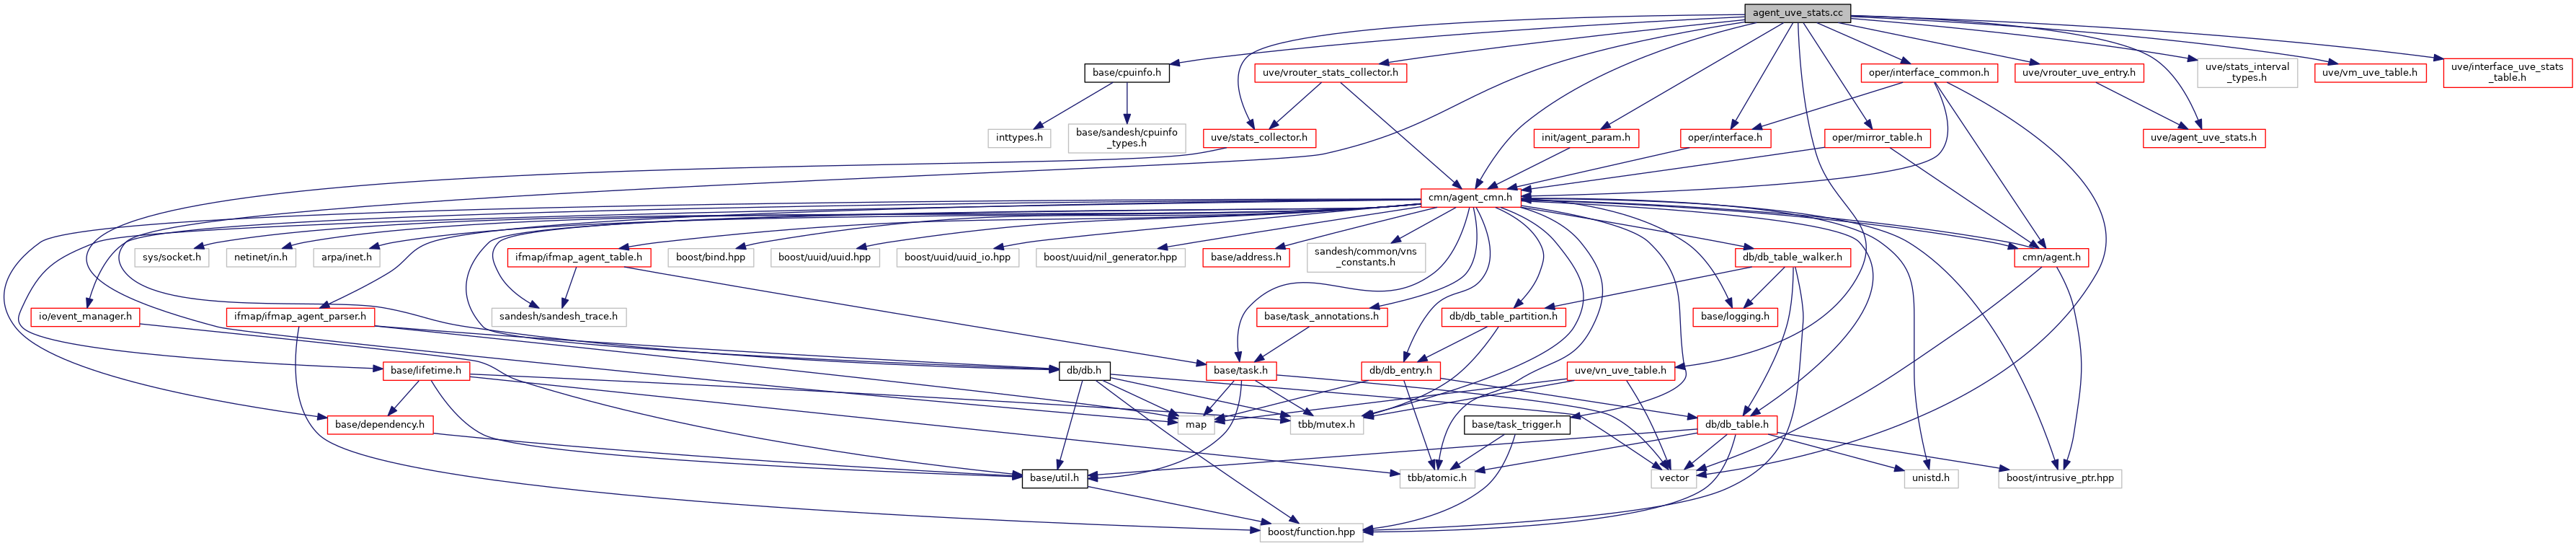 agent_uve_stats.cc
base/cpuinfo.h
uve/vrouter_stats_collector.h
oper/interface_common.h
uve/vrouter_uve_entry.h
uve/stats_interval
_types.h
uve/vm_uve_table.h
uve/interface_uve_stats
_table.h
inttypes.h
base/sandesh/cpuinfo
_types.h
uve/stats_collector.h
init/agent_param.h
oper/interface.h
oper/mirror_table.h
uve/agent_uve_stats.h
cmn/agent_cmn.h
sys/socket.h
netinet/in.h
arpa/inet.h
ifmap/ifmap_agent_table.h
boost/bind.hpp
boost/uuid/uuid.hpp
boost/uuid/uuid_io.hpp
boost/uuid/nil_generator.hpp
base/address.h
sandesh/common/vns
_constants.h
db/db_table_walker.h
cmn/agent.h
io/event_manager.h
ifmap/ifmap_agent_parser.h
sandesh/sandesh_trace.h
base/task_annotations.h
db/db_table_partition.h
base/logging.h
base/lifetime.h
db/db.h
base/task.h
db/db_entry.h
uve/vn_uve_table.h
base/dependency.h
map
tbb/mutex.h
base/task_trigger.h
db/db_table.h
base/util.h
tbb/atomic.h
vector
unistd.h
boost/intrusive_ptr.hpp
boost/function.hpp